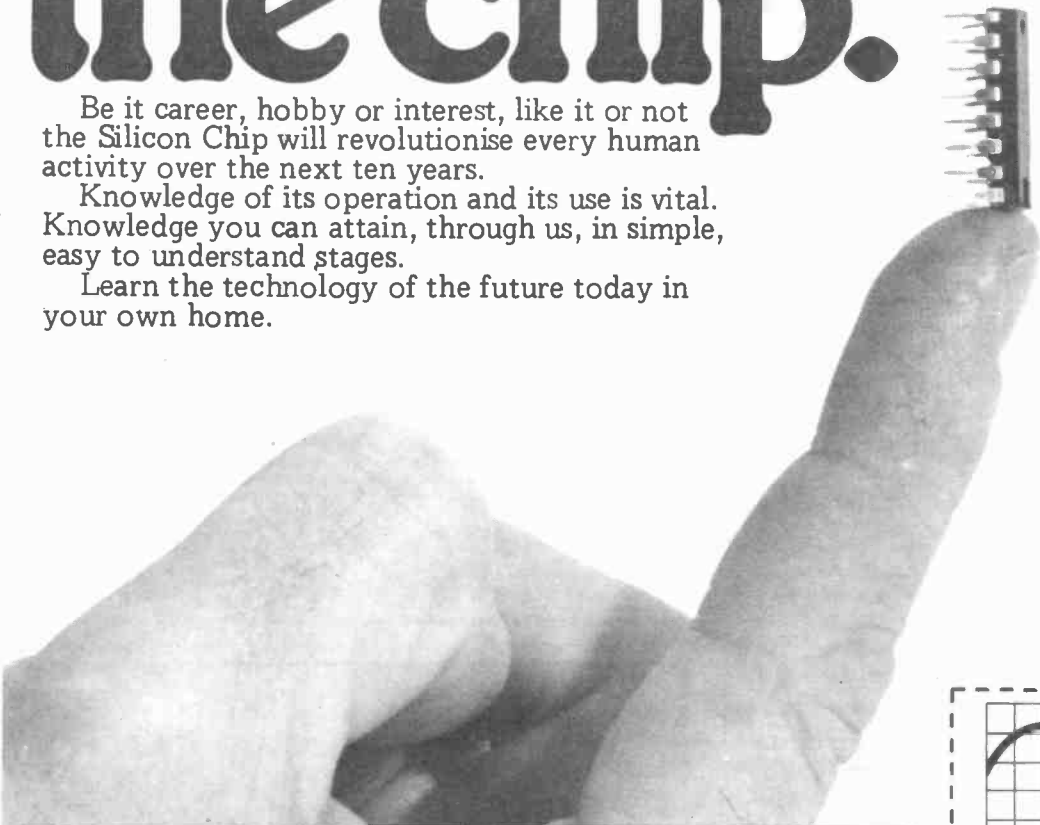 the chip.
Be it career, hobby or interest, like it or not
the Silicon Chip will revolutionise every human
activity over the next ten years.
Knowledge of its operation and its use is vital.
Knowledge you can attain, through us, in simple,
easy to understand stages.
Learn the technology of the future today in
your own home.